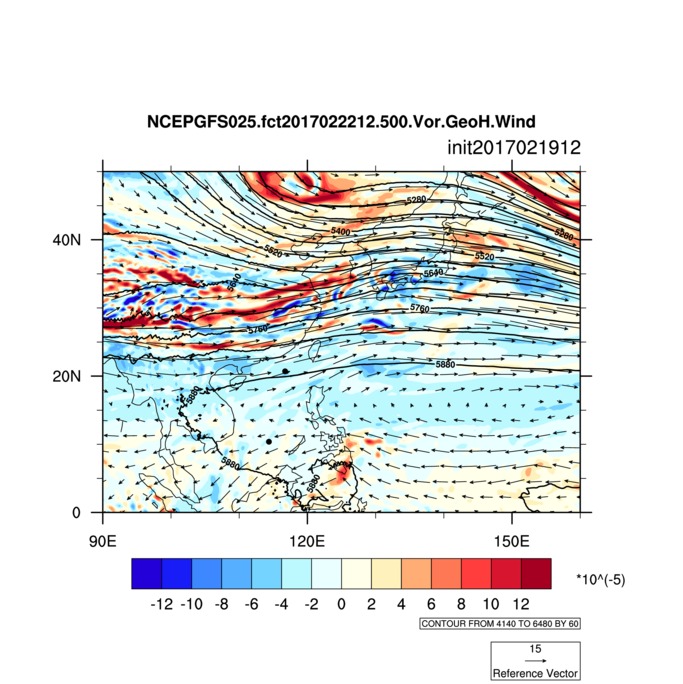 NCEPGFS025.fct2017022212.500.Vor.GeoH.Wind
init2017021912
5280
5400
5280
5520
5520
5640
5640
5760
5760
5880
5880
5880
5880
40N
20N
0
90E 120E 150E
-12 -10 -8 -6 -4 -2 0 2 4 6 8 10 12
*10^(-5)
CONTOUR FROM 4140 TO 6480 BY 60
15
Reference Vector